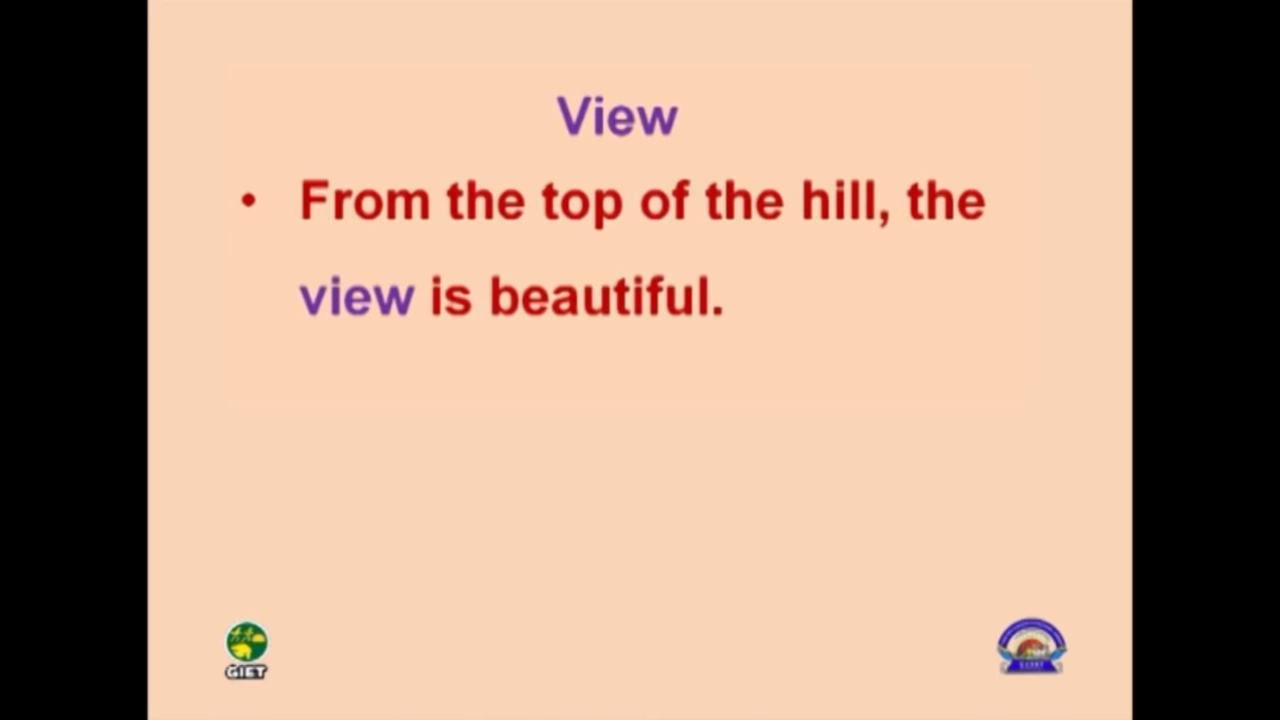 View
• From the top of the hill, the
view is beautiful.
GIET